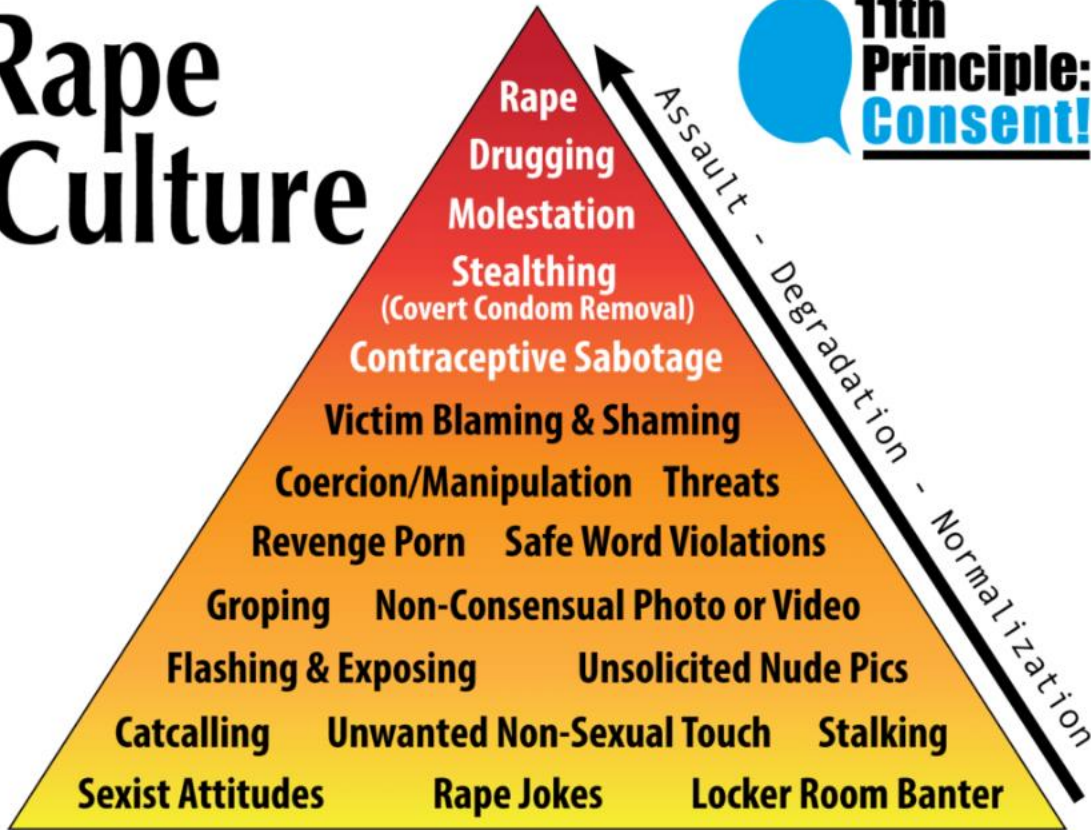 Rape
Culture
11th
Principle:
Consent!
Rape
Drugging
Molestation
Stealthing
(Covert Condom Removal)
Contraceptive Sabotage
Victim Blaming & Shaming
Coercion/Manipulation Threats
Revenge Porn Safe Word Violations
Groping Non-Consensual Photo or Video
Flashing & Exposing Unsolicited Nude Pics
Catcalling Unwanted Non-Sexual Touch Stalking
Sexist Attitudes Rape Jokes Locker Room Banter
Assault - Degradation - Normalization